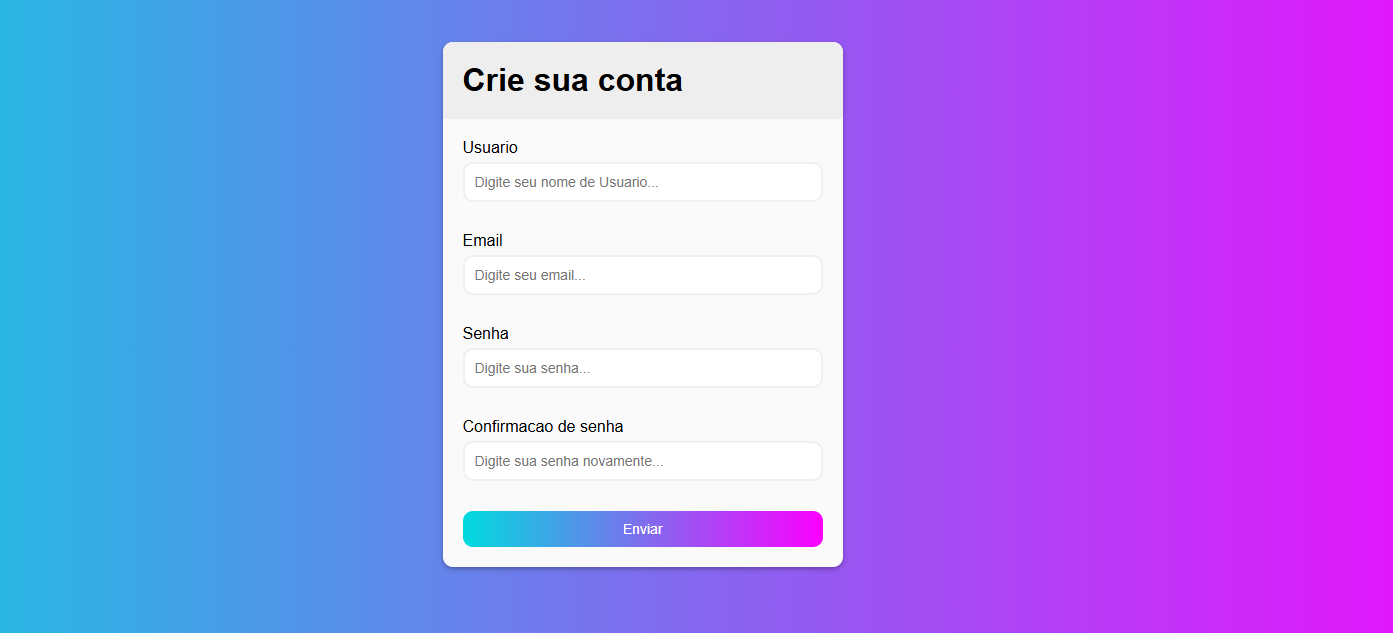 Crie sua conta
Usuario
Digite seu nome de Usuario...
Email
Digite seu email...
Senha
Digite sua senha...
Confirmacao de senha
Digite sua senha novamente...
Enviar